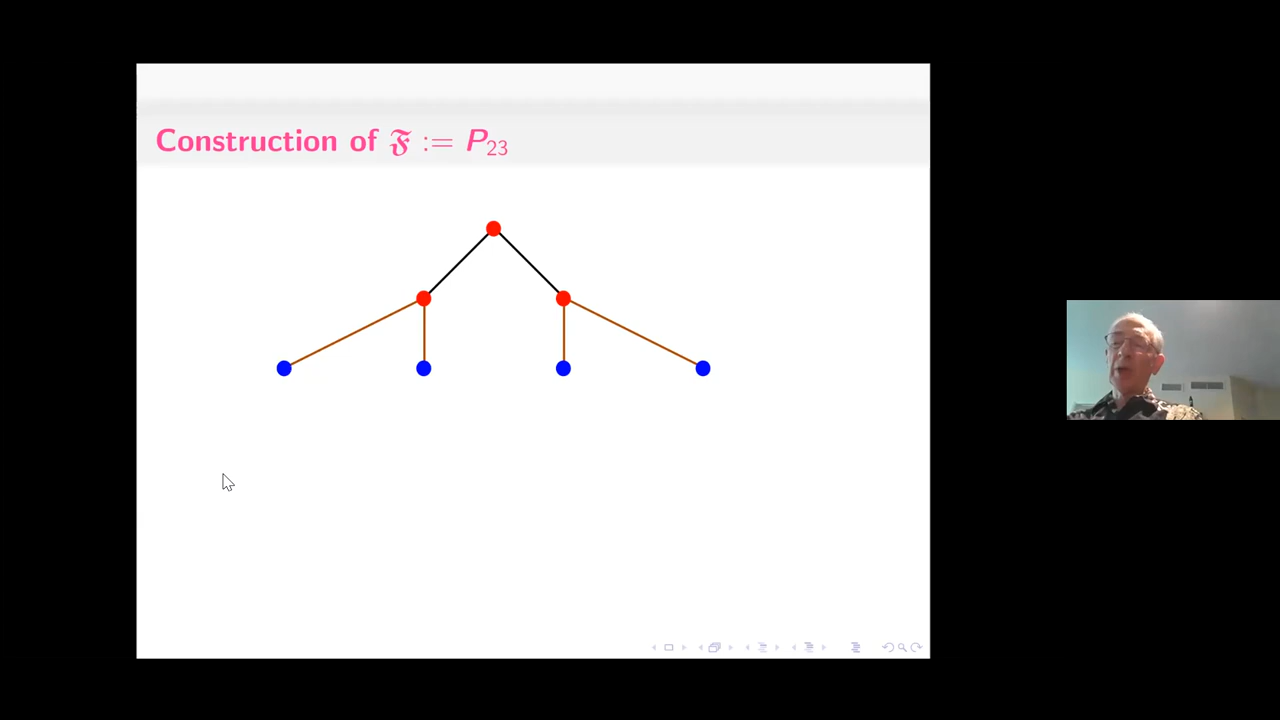 Construction of 𝔉 := P₂₃